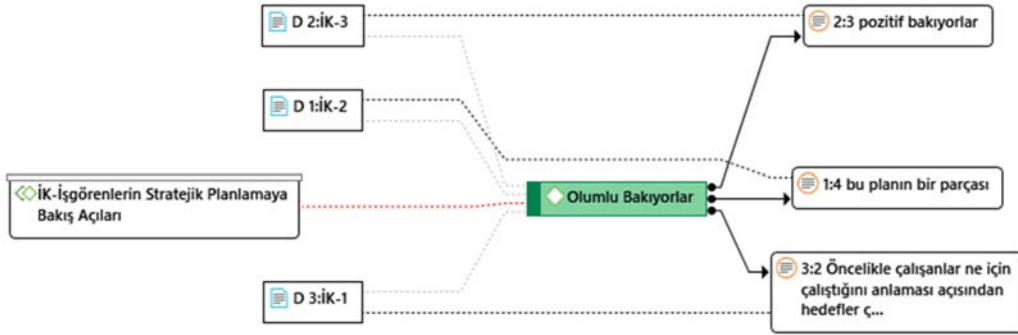 D 2:İK-3
2:3 pozitif bakıyorlar
D 1:İK-2
1:4 bu planın bir parçası
İK-İşgörenlerin Stratejik Planlamaya
Bakış Açıları
Olumlu Bakıyorlar
D 3:İK-1
3:2 Öncelikle çalışanlar ne için
çalıştığını anlaması açısından
hedefler ç...